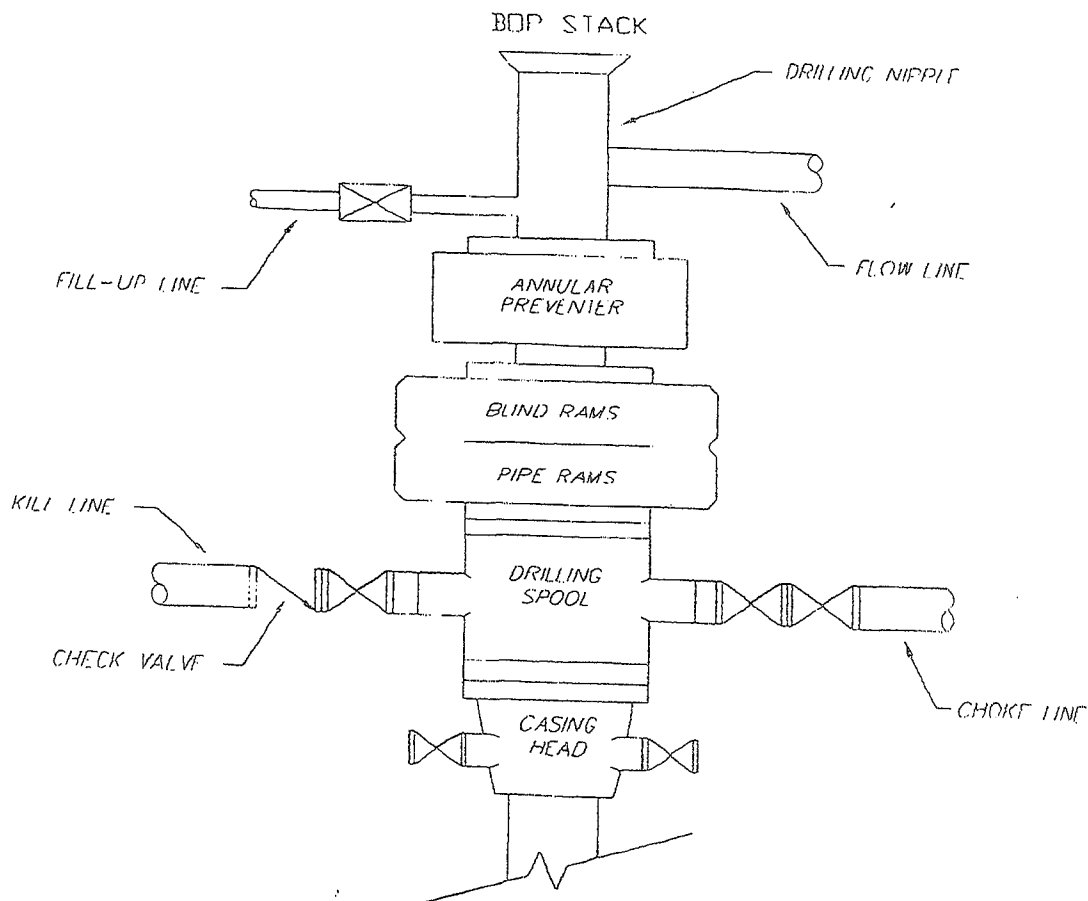 BOP STACK
DRILLING NIPPLE
FLOW LINE
FILL-UP LINE
ANNULAR
PREVENTER
BLIND RAMS
PIPE RAMS
KILL LINE
DRILLING
SPOOL
CHECK VALVE
CHOKE LINE
CASING
HEAD